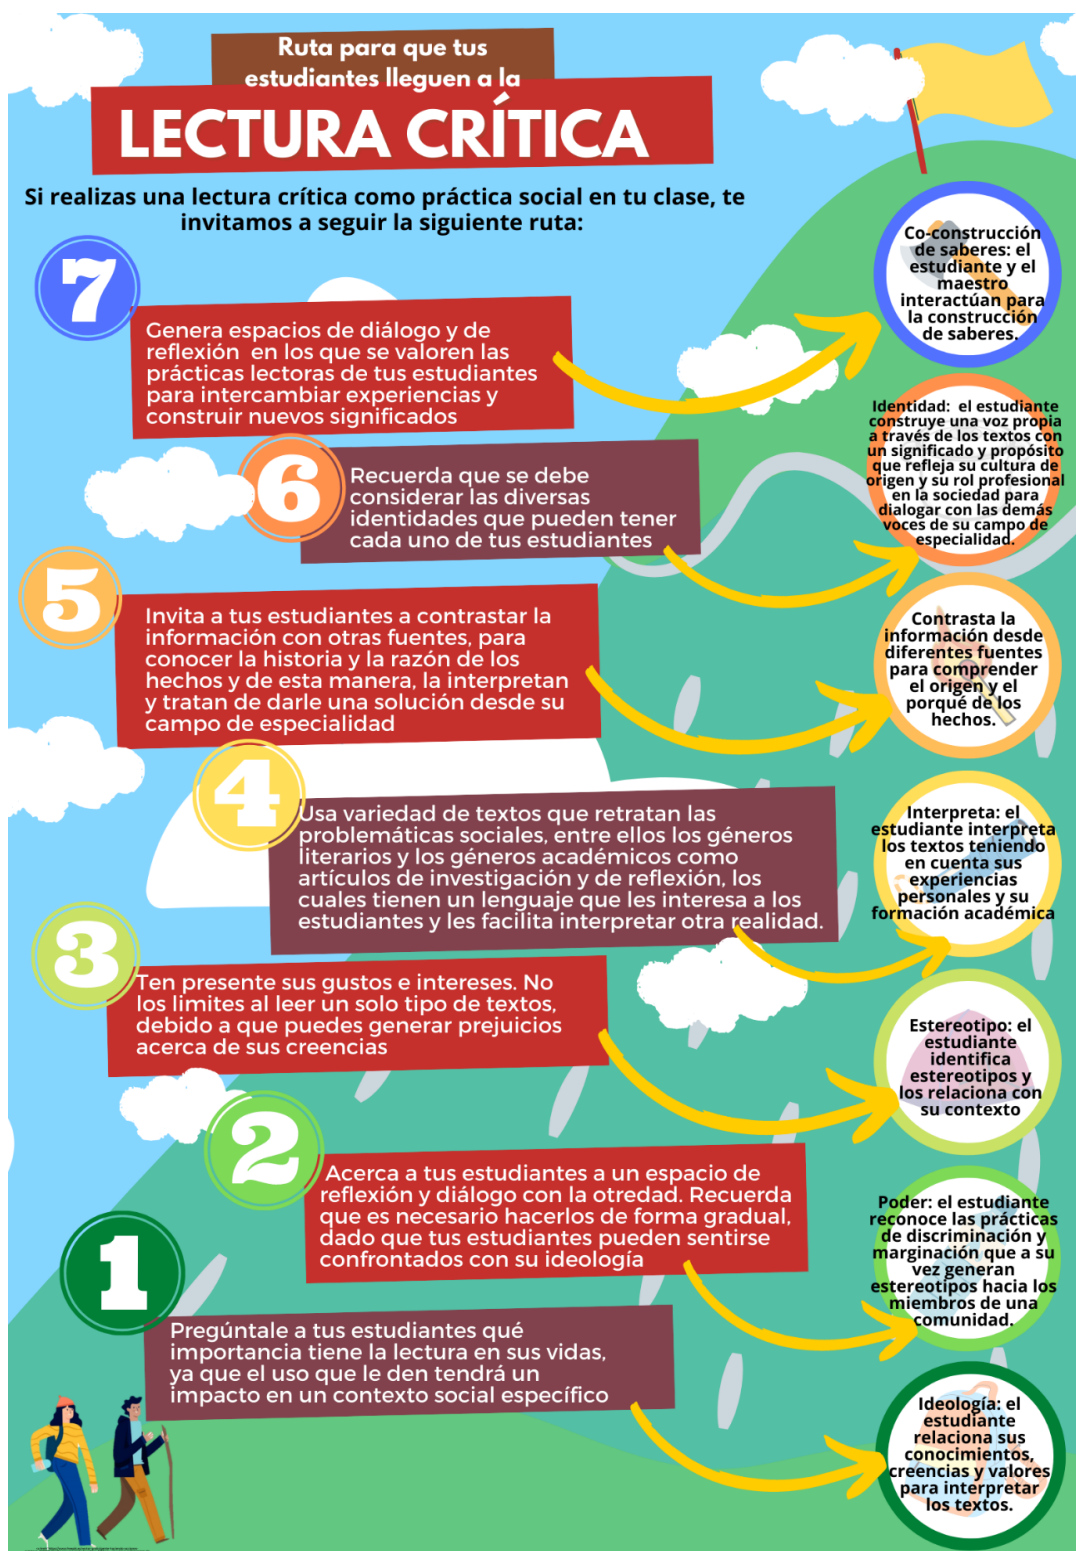 Ruta para que tus
estudiantes lleguen a la
LECTURA CRÍTICA
Si realizas una lectura crítica como práctica social en tu clase, te
invitamos a seguir la siguiente ruta:
7
Genera espacios de diálogo y de
reflexión en los que se valoren las
prácticas lectoras de tus estudiantes
para intercambiar experiencias y
construir nuevos significados
Co-construcción
de saberes: el
estudiante y el
maestro
interactúan para
la construcción
de saberes.
6
Recuerda que se debe
considerar las diversas
identidades que pueden tener
cada uno de tus estudiantes
Identidad: el estudiante
construye una voz propia
a través de los textos con
un significado y propósito
que refleja su cultura de
origen y su rol profesional
en la sociedad para
dialogar con las demás
voces de su campo de
especialidad.
5
Invita a tus estudiantes a contrastar la
información con otras fuentes, para
conocer la historia y la razón de los
hechos y de esta manera, la interpretan
y tratan de darle una solución desde su
campo de especialidad
Contrasta la
información desde
diferentes fuentes
para comprender
el origen y el
porqué de los
hechos.
4
Usa variedad de textos que retratan las
problemáticas sociales, entre ellos los géneros
literarios y los géneros académicos como
artículos de investigación y de reflexión, los
cuales tienen un lenguaje que les interesa a los
estudiantes y les facilita interpretar otra realidad.
Interpreta: el
estudiante interpreta
los textos teniendo
en cuenta sus
experiencias
personales y su
formación académica
3
Ten presente sus gustos e intereses. No
los limites al leer un solo tipo de textos,
debido a que puedes generar prejuicios
acerca de sus creencias
Estereotipo: el
estudiante
identifica
estereotipos y
los relaciona con
su contexto
2
Acerca a tus estudiantes a un espacio de
reflexión y diálogo con la otredad. Recuerda
que es necesario hacerlos de forma gradual,
dado que tus estudiantes pueden sentirse
confrontados con su ideología
Poder: el estudiante
reconoce las prácticas
de discriminación y
marginación que a su
vez generan
estereotipos hacia los
miembros de una
comunidad.
1
Pregúntale a tus estudiantes qué
importancia tiene la lectura en sus vidas,
ya que el uso que le den tendrá un
impacto en un contexto social específico
Ideología: el
estudiante
relaciona sus
conocimientos,
creencias y valores
para interpretar
los textos.